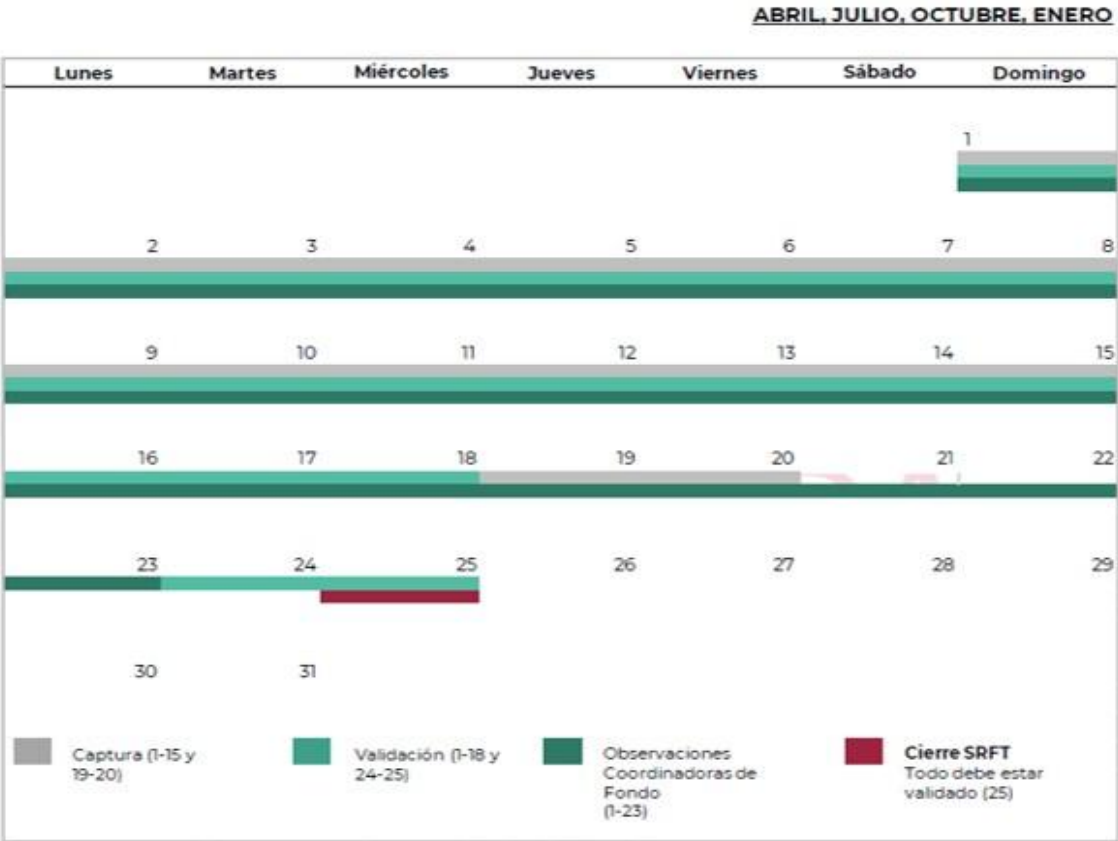 ABRIL, JULIO, OCTUBRE, ENERO
Lunes Martes Miércoles Jueves Viernes Sábado Domingo
1
2 3 4 5 6 7 8
9 10 11 12 13 14 15
16 17 18 19 20 21 22
23 24 25 26 27 28 29
30 31
Captura (1-15 y
19-20)
Validación (1-18 y
24-25)
Observaciones
Coordinadoras de
Fondo
(1-23)
Cierre SRFT
Todo debe estar
validado (25)